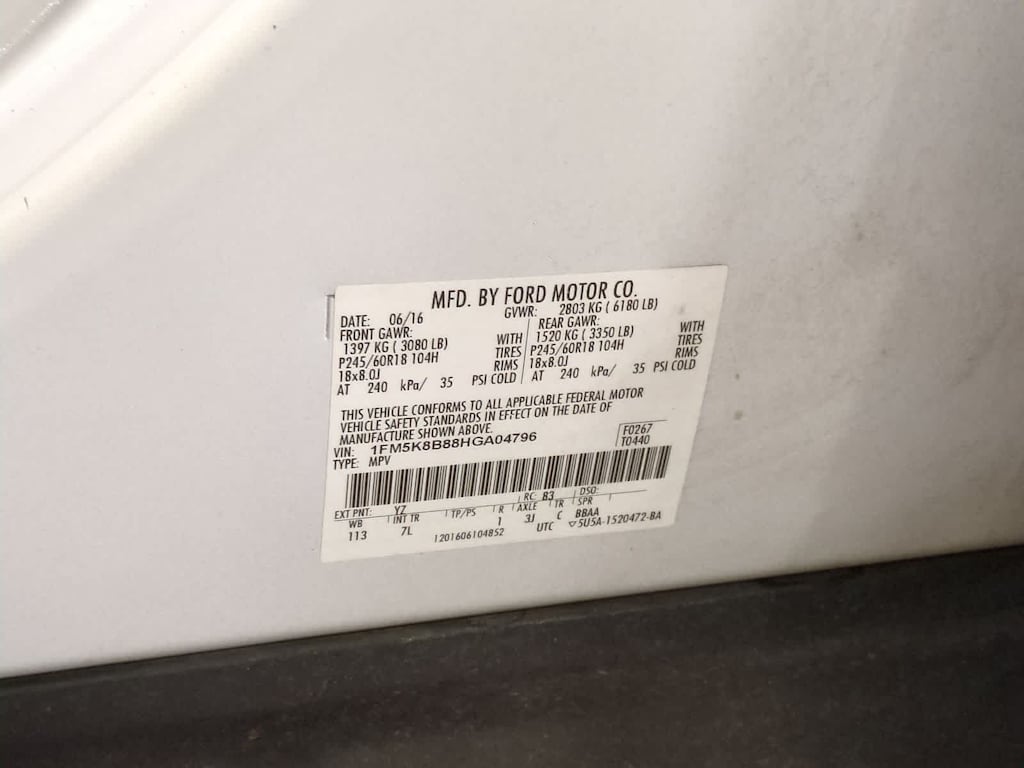 MFD. BY FORD MOTOR CO.
DATE: 06/16 GVWR: 2803 KG ( 6180 LB)
FRONT GAWR: REAR GAWR:
1397 KG ( 3080 LB) WITH 1520 KG ( 3350 LB) WITH
P245/60R18 104H TIRES P245/60R18 104H TIRES
18x8.0J RIMS 18x8.0J RIMS
AT 240 kPa/ 35 PSI COLD AT 240 kPa/ 35 PSI COLD
THIS VEHICLE CONFORMS TO ALL APPLICABLE FEDERAL MOTOR
VEHICLE SAFETY STANDARDS IN EFFECT ON THE DATE OF
MANUFACTURE SHOWN ABOVE.
VIN: 1FM5K8B88HGA04796 F0267
TYPE: MPV T0440
EXT PNT: YZ RC: 83 DSO:
WB INT TR TP/PS R AXLE TR SPR
113 7L 1 3J C BBAA
1201606104852 UTC ▽5U5A-1520472-BA